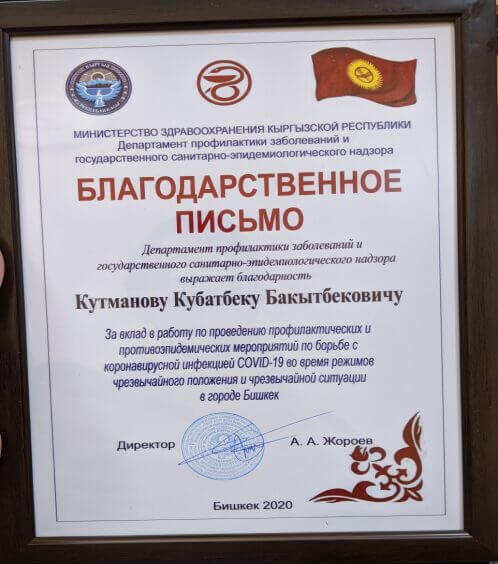 МИНИСТЕРСТВО ЗДРАВООХРАНЕНИЯ КЫРГЫЗСКОЙ РЕСПУБЛИКИ
Департамент профилактики заболеваний и
государственного санитарно-эпидемиологического надзора
БЛАГОДАРСТВЕННОЕ
ПИСЬМО
Департамент профилактики заболеваний и
государственного санитарно-эпидемиологического надзора
выражает благодарность
Кутманову Кубатбеку Бакытбековичу
За вклад в работу по проведению профилактических и
противоэпидемических мероприятий по борьбе с
коронавирусной инфекцией COVID-19 во время режимов
чрезвычайного положения и чрезвычайной ситуации
в городе Бишкек
Директор А. А. Жороев
Бишкек 2020